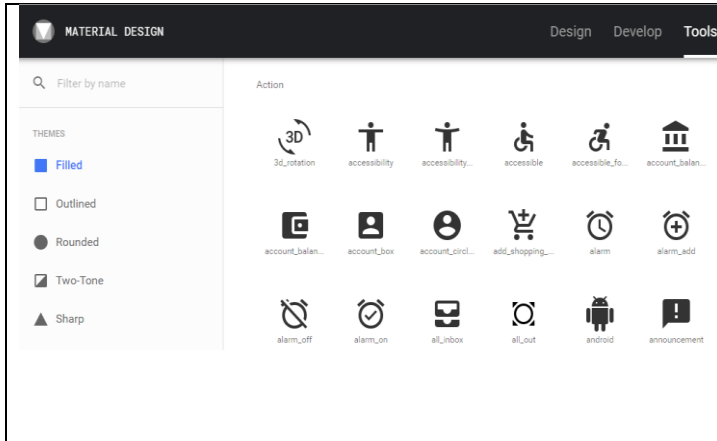 MATERIAL DESIGN
Design Develop Tools
Filter by name
Action
THEMES
Filled
Outlined
Rounded
Two-Tone
Sharp
3D
3d_rotation accessibility accessibility... accessible accessible_fo... account_balan...
account_balan... account_box account_circl... add_shopping_... alarm alarm_add
alarm_off alarm_on all_inbox all_out android announcement